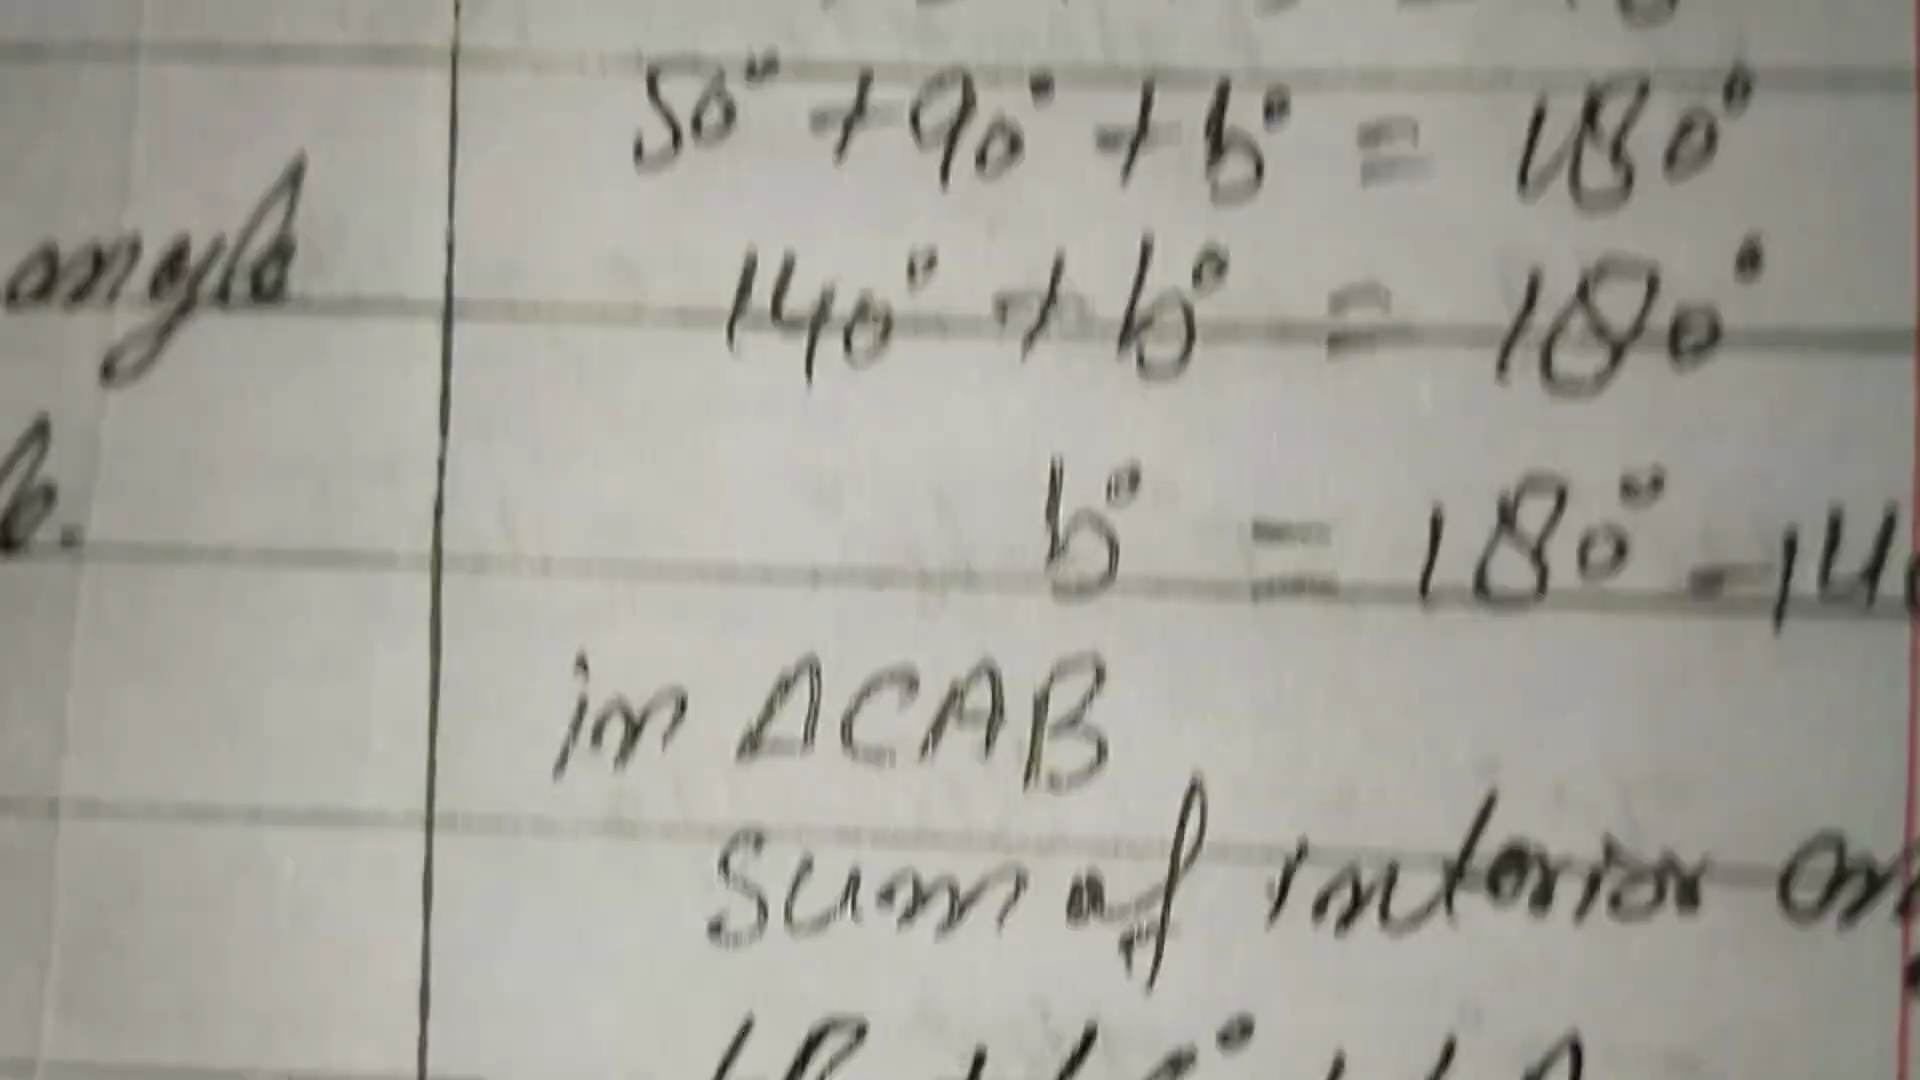 50° + 90° + b° = 180°
angle
140° + b° = 180°
b° = 180° - 14
in ΔCAB
Sum of interior